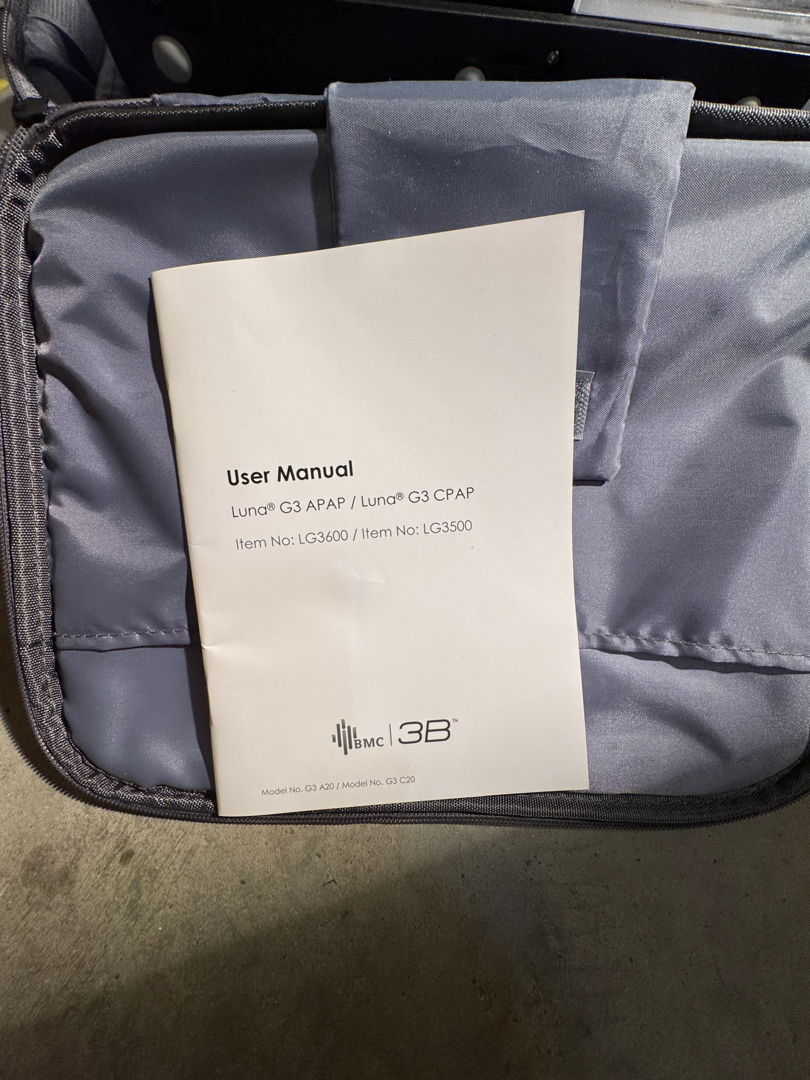 User Manual
Luna® G3 APAP / Luna® G3 CPAP
Item No: LG3600 / Item No: LG3500
BMC | 3B™
Model No. G3 A20 / Model No. G3 C20